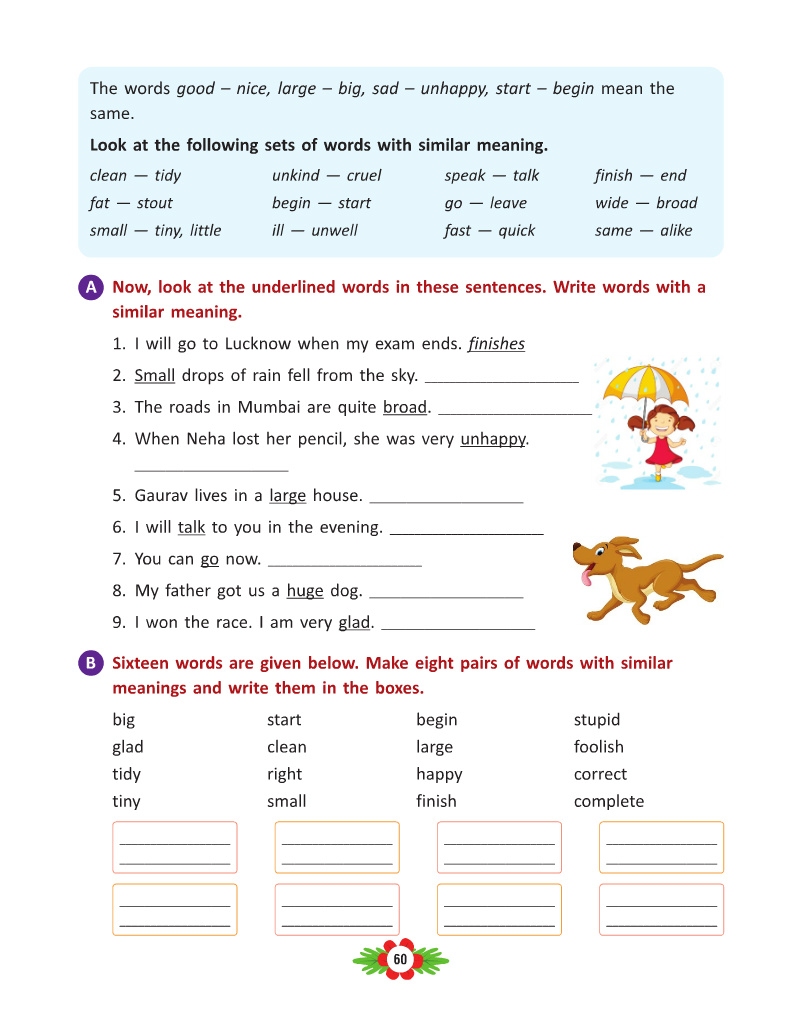 The words good – nice, large – big, sad – unhappy, start – begin mean the
same.
Look at the following sets of words with similar meaning.
clean — tidy unkind — cruel speak — talk finish — end
fat — stout begin — start go — leave wide — broad
small — tiny, little ill — unwell fast — quick same — alike
A Now, look at the underlined words in these sentences. Write words with a
similar meaning.
1. I will go to Lucknow when my exam ends. finishes
2. Small drops of rain fell from the sky. ____________________
3. The roads in Mumbai are quite broad. ____________________
4. When Neha lost her pencil, she was very unhappy.
____________________
5. Gaurav lives in a large house. ____________________
6. I will talk to you in the evening. ____________________
7. You can go now. ____________________
8. My father got us a huge dog. ____________________
9. I won the race. I am very glad. ____________________
B Sixteen words are given below. Make eight pairs of words with similar
meanings and write them in the boxes.
big start begin stupid
glad clean large foolish
tidy right happy correct
tiny small finish complete
60